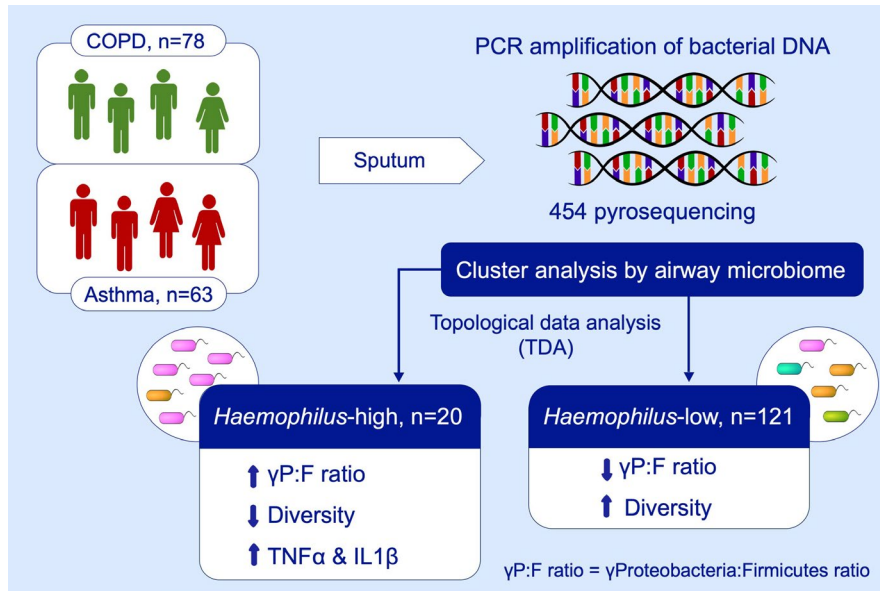 COPD, n=78
Asthma, n=63
Sputum
PCR amplification of bacterial DNA
454 pyrosequencing
Cluster analysis by airway microbiome
Topological data analysis
(TDA)
Haemophilus-high, n=20
↑ γP:F ratio
↓ Diversity
↑ TNFα & IL1β
Haemophilus-low, n=121
↓ γP:F ratio
↑ Diversity
γP:F ratio = γProteobacteria:Firmicutes ratio